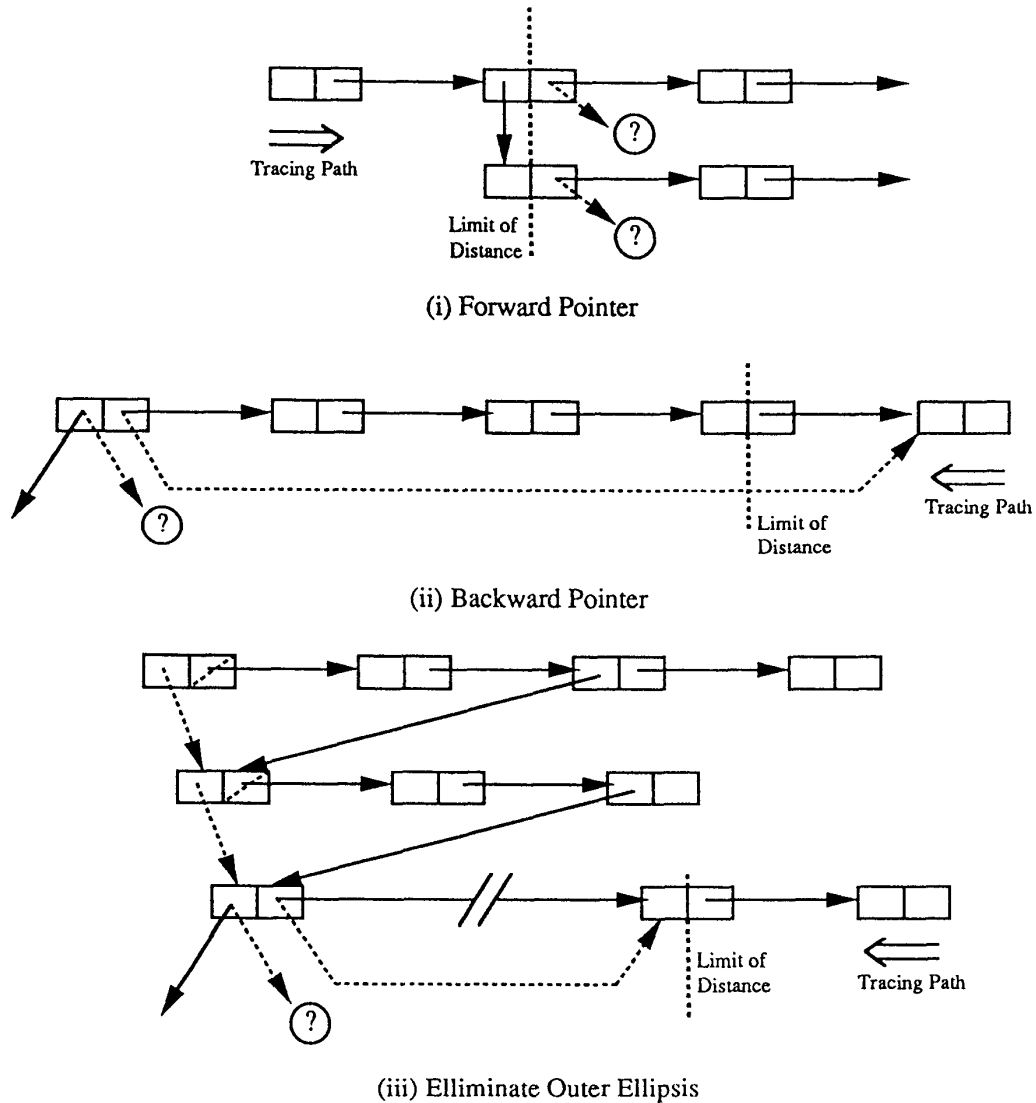 ?
Tracing Path
?
Limit of
Distance
(i) Forward Pointer
?
Tracing Path
Limit of
Distance
(ii) Backward Pointer
Limit of
Distance
Tracing Path
?
(iii) Elliminate Outer Ellipsis